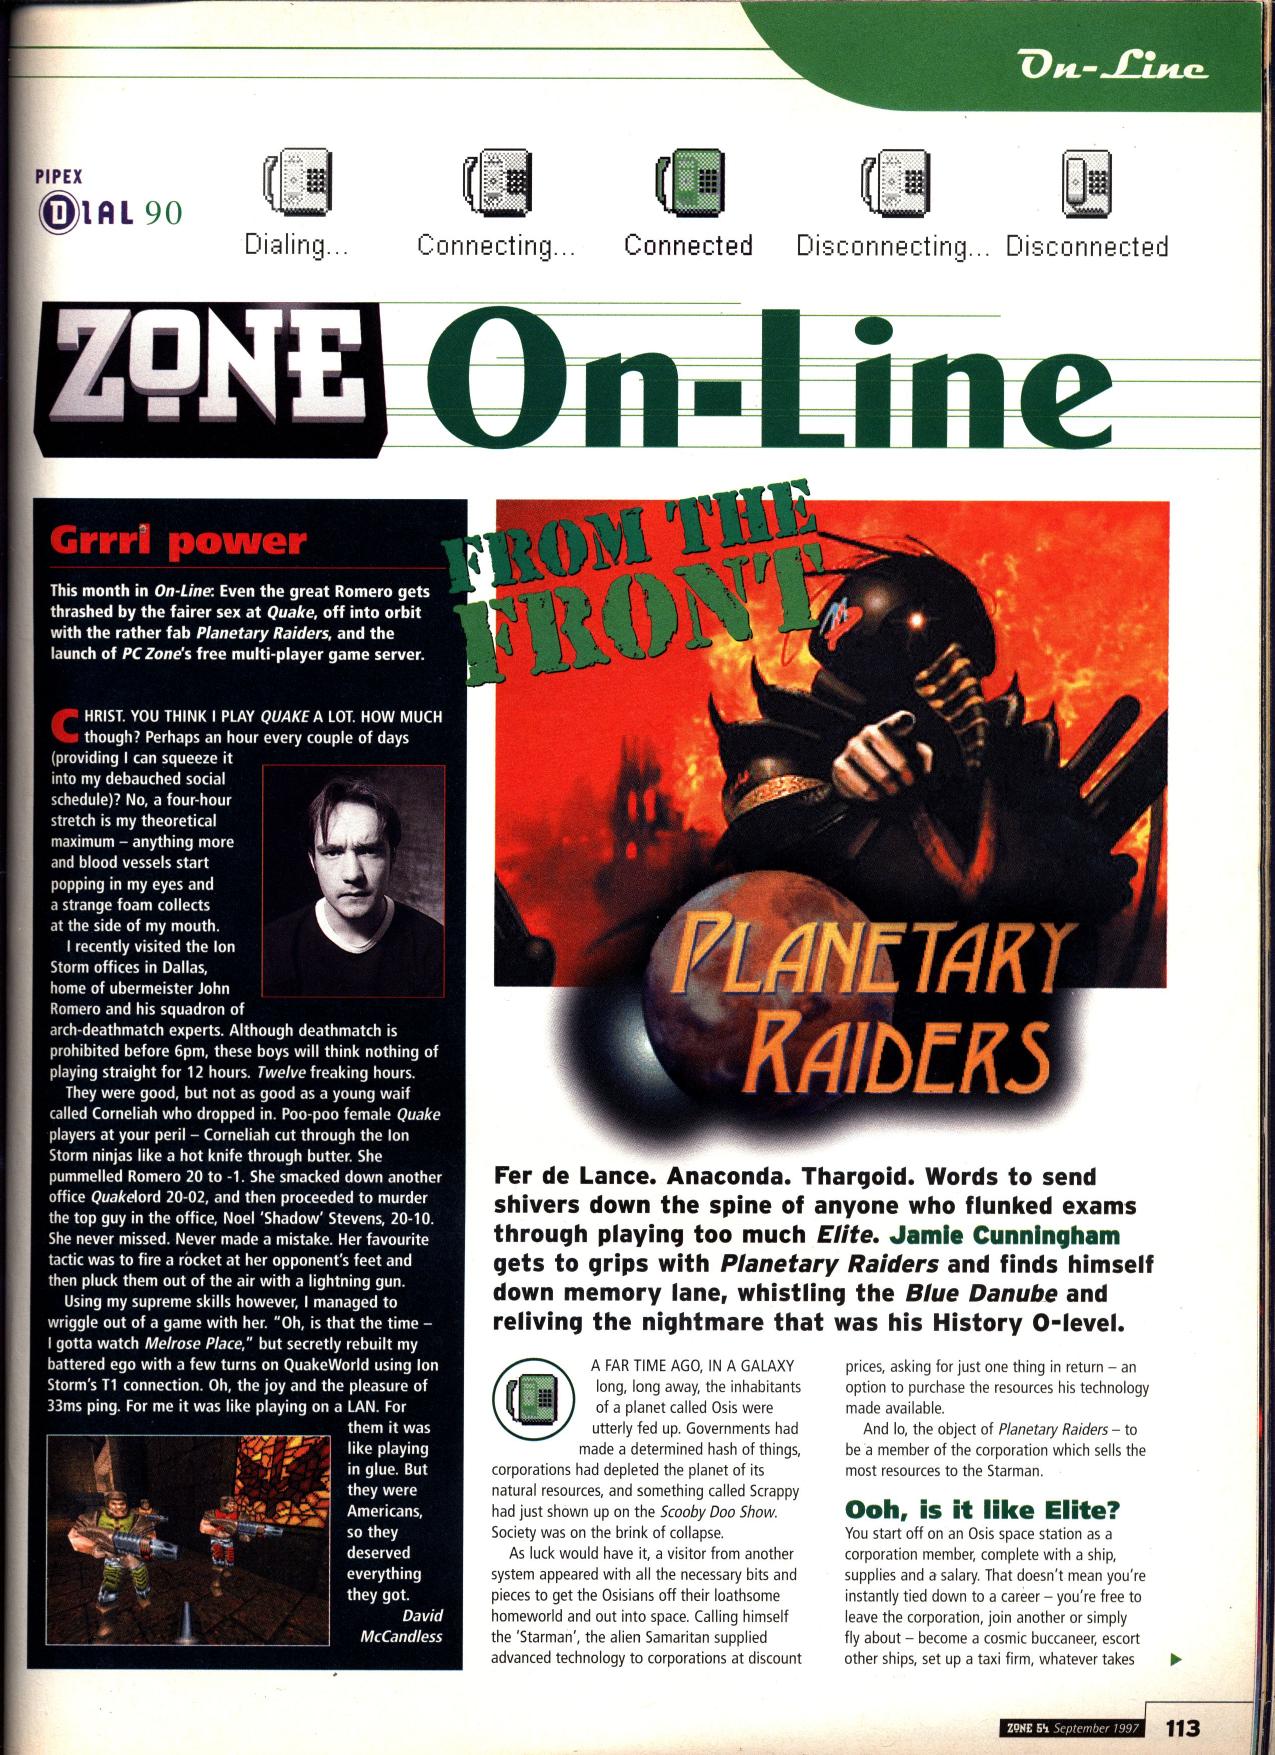 On-Line
PIPEX
DIAL 90
Dialing...
Connecting...
Connected
Disconnecting...
Disconnected
ZONE
On-Line
Grrrl power
This month in On-Line: Even the great Romero gets
thrashed by the fairer sex at Quake, off into orbit
with the rather fab Planetary Raiders, and the
launch of PC Zone's free multi-player game server.
CHRIST. YOU THINK I PLAY QUAKE A LOT. HOW MUCH
though? Perhaps an hour every couple of days
(providing I can squeeze it
into my debauched social
schedule)? No, a four-hour
stretch is my theoretical
maximum – anything more
and blood vessels start
popping in my eyes and
a strange foam collects
at the side of my mouth.
I recently visited the Ion
Storm offices in Dallas,
home of ubermeister John
Romero and his squadron of
arch-deathmatch experts. Although deathmatch is
prohibited before 6pm, these boys will think nothing of
playing straight for 12 hours. Twelve freaking hours.
They were good, but not as good as a young waif
called Corneliah who dropped in. Poo-poo female Quake
players at your peril – Corneliah cut through the Ion
Storm ninjas like a hot knife through butter. She
pummelled Romero 20 to -1. She smacked down another
office Quakelord 20-02, and then proceeded to murder
the top guy in the office, Noel 'Shadow' Stevens, 20-10.
She never missed. Never made a mistake. Her favourite
tactic was to fire a rocket at her opponent's feet and
then pluck them out of the air with a lightning gun.
Using my supreme skills however, I managed to
wriggle out of a game with her. "Oh, is that the time –
I gotta watch Melrose Place," but secretly rebuilt my
battered ego with a few turns on QuakeWorld using Ion
Storm's T1 connection. Oh, the joy and the pleasure of
33ms ping. For me it was like playing on a LAN. For
them it was
like playing
in glue. But
they were
Americans,
so they
deserved
everything
they got.
David
McCandless
FROM THE
FRONT
PLANETARY
RAIDERS
Fer de Lance. Anaconda. Thargoid. Words to send
shivers down the spine of anyone who flunked exams
through playing too much Elite. Jamie Cunningham
gets to grips with Planetary Raiders and finds himself
down memory lane, whistling the Blue Danube and
reliving the nightmare that was his History O-level.
A FAR TIME AGO, IN A GALAXY
long, long away, the inhabitants
of a planet called Osis were
utterly fed up. Governments had
made a determined hash of things,
corporations had depleted the planet of its
natural resources, and something called Scrappy
had just shown up on the Scooby Doo Show.
Society was on the brink of collapse.
As luck would have it, a visitor from another
system appeared with all the necessary bits and
pieces to get the Osisians off their loathsome
homeworld and out into space. Calling himself
the 'Starman', the alien Samaritan supplied
advanced technology to corporations at discount
prices, asking for just one thing in return – an
option to purchase the resources his technology
made available.
And lo, the object of Planetary Raiders – to
be a member of the corporation which sells the
most resources to the Starman.
Ooh, is it like Elite?
You start off on an Osis space station as a
corporation member, complete with a ship,
supplies and a salary. That doesn't mean you're
instantly tied down to a career – you're free to
leave the corporation, join another or simply
fly about – become a cosmic buccaneer, escort
other ships, set up a taxi firm, whatever takes
ZONE 54 September 1997
113